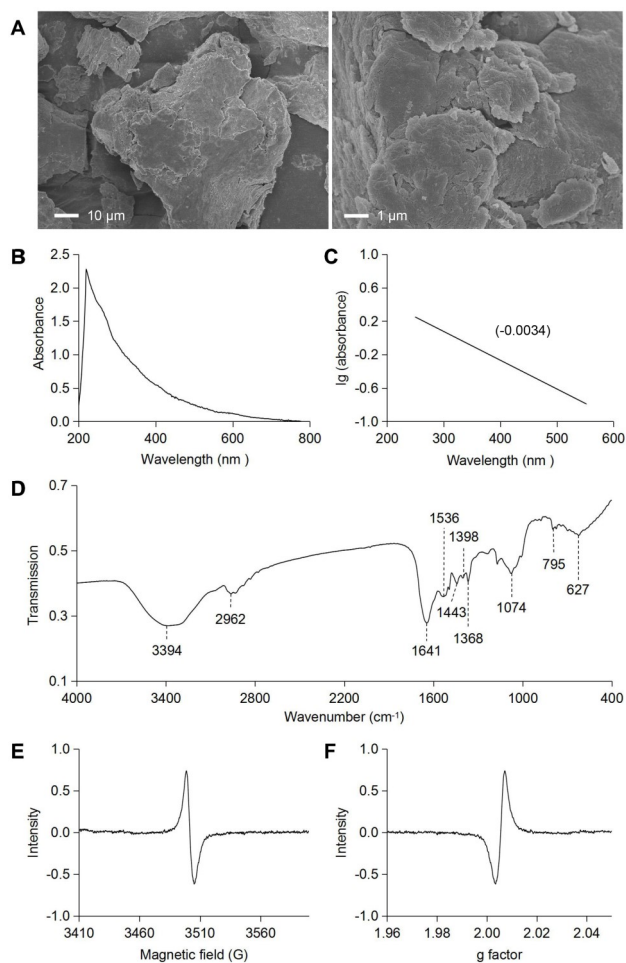 A
10 µm
1 µm
B
2.5
2.0
1.5
1.0
0.5
0.0
Absorbance
200 400 600 800
Wavelength (nm )
C
1.0
0.6
0.2
-0.2
-0.6
-1.0
lg (absorbance)
(-0.0034)
200 300 400 500 600
Wavelength (nm )
D
0.7
0.5
0.3
0.1
Transmission
3394
2962
1641
1536
1443
1398
1368
1074
795
627
4000 3400 2800 2200 1600 1000 400
Wavenumber (cm-1)
E
1.0
0.5
0.0
-0.5
-1.0
Intensity
3410 3460 3510 3560
Magnetic field (G)
F
1.0
0.5
0.0
-0.5
-1.0
Intensity
1.96 1.98 2.00 2.02 2.04
g factor